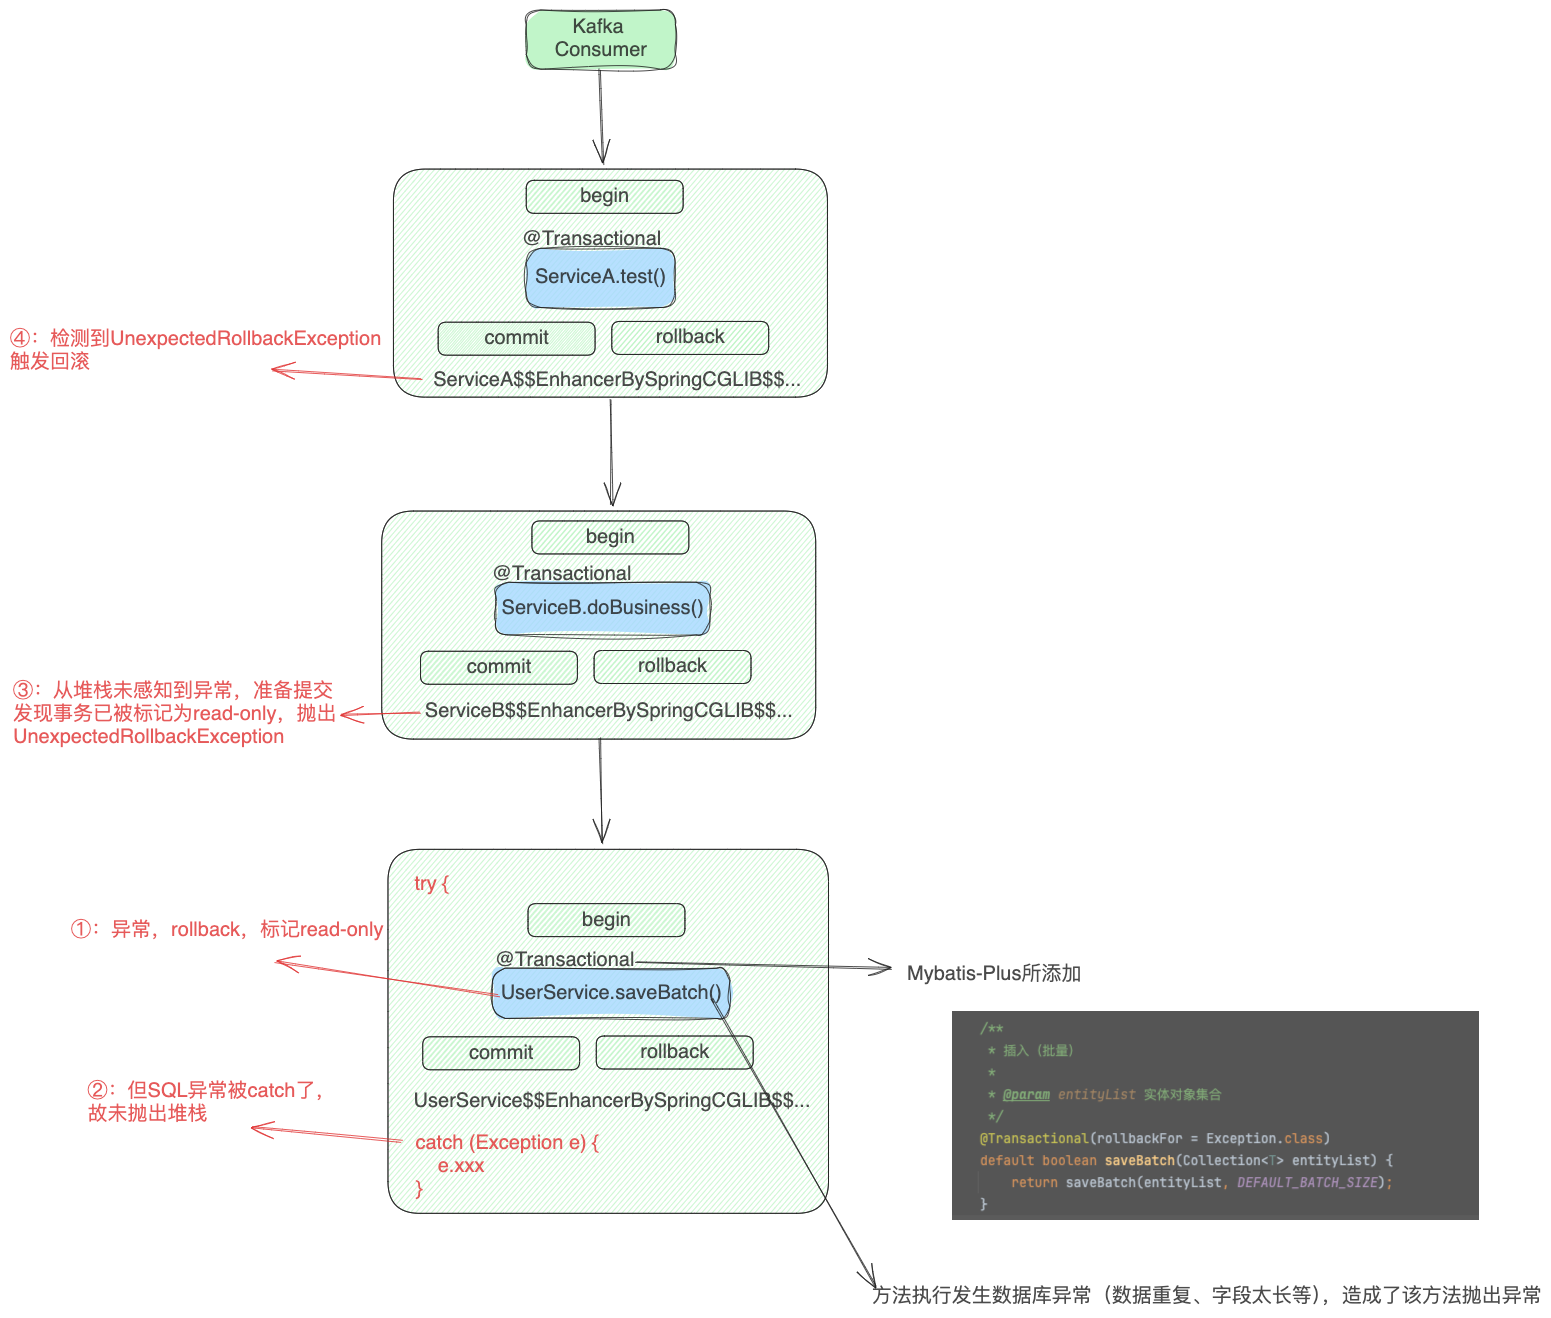 Kafka
Consumer
begin
@Transactional
ServiceA.test()
commit
rollback
ServiceA$$EnhancerBySpringCGLIB$$...
④：检测到UnexpectedRollbackException
触发回滚
begin
@Transactional
ServiceB.doBusiness()
commit
rollback
ServiceB$$EnhancerBySpringCGLIB$$...
③：从堆栈未感知到异常，准备提交
发现事务已被标记为read-only，抛出
UnexpectedRollbackException
try {
begin
@Transactional
UserService.saveBatch()
commit
rollback
UserService$$EnhancerBySpringCGLIB$$...
catch (Exception e) {
e.xxx
}
①：异常，rollback，标记read-only
②：但SQL异常被catch了，
故未抛出堆栈
Mybatis-Plus所添加
/**
* 插入（批量）
*
* @param entityList 实体对象集合
*/
@Transactional(rollbackFor = Exception.class)
default boolean saveBatch(Collection<T> entityList) {
return saveBatch(entityList, DEFAULT_BATCH_SIZE);
}
方法执行发生数据库异常（数据重复、字段太长等），造成了该方法抛出异常